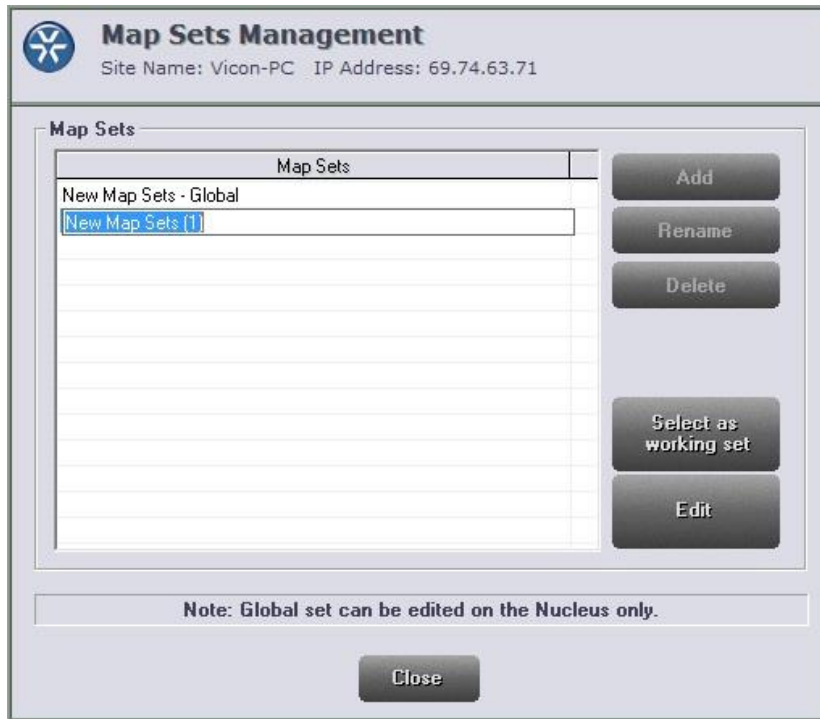 Map Sets Management
Site Name: Vicon-PC IP Address: 69.74.63.71
Map Sets
Map Sets
New Map Sets - Global
New Map Sets (1)
Add
Rename
Delete
Select as
working set
Edit
Note: Global set can be edited on the Nucleus only.
Close